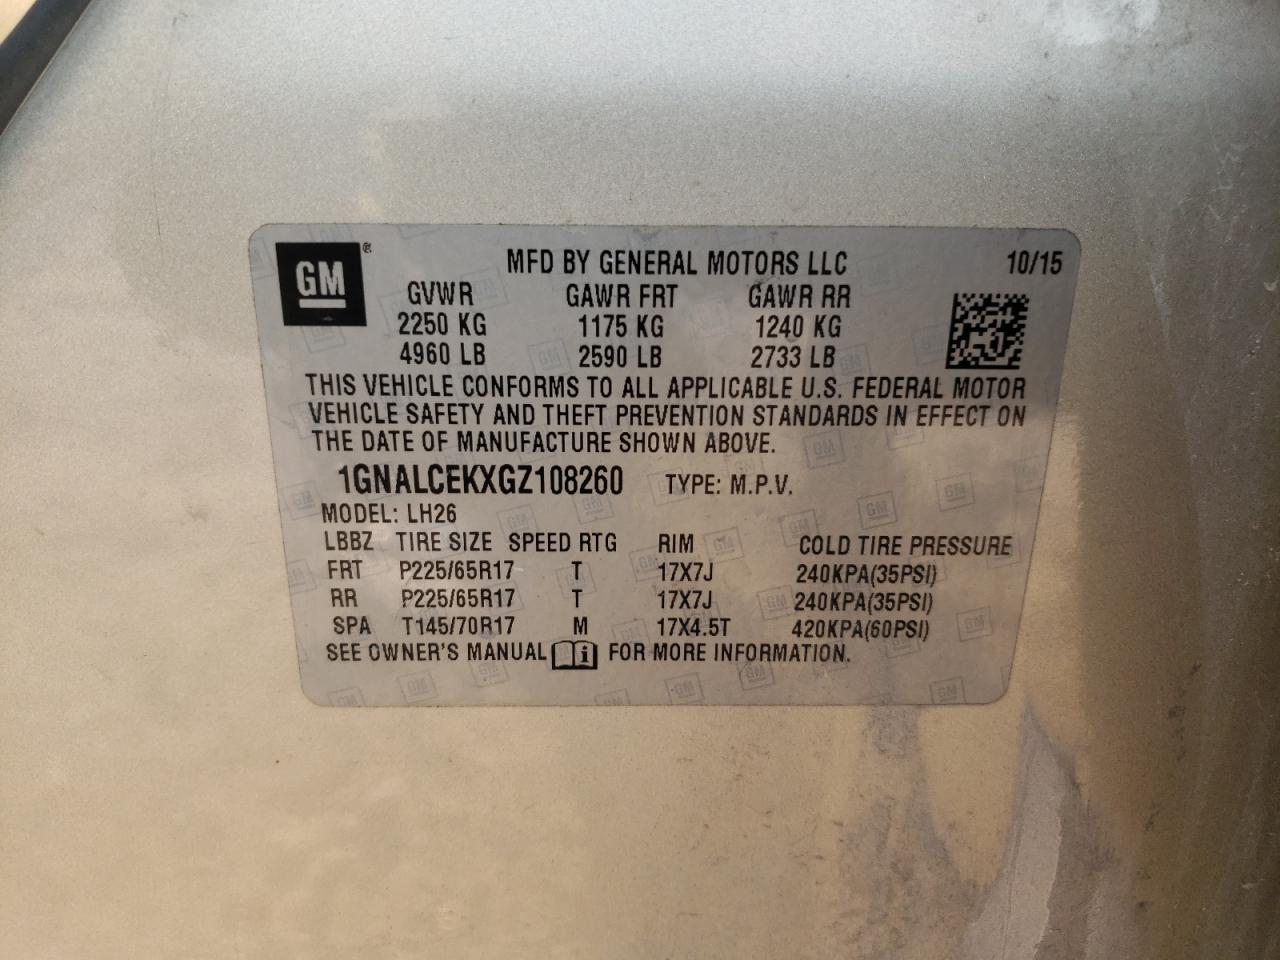 GM ®
MFD BY GENERAL MOTORS LLC 10/15
GVWR GAWR FRT GAWR RR
2250 KG 1175 KG 1240 KG
4960 LB 2590 LB 2733 LB
THIS VEHICLE CONFORMS TO ALL APPLICABLE U.S. FEDERAL MOTOR
VEHICLE SAFETY AND THEFT PREVENTION STANDARDS IN EFFECT ON
THE DATE OF MANUFACTURE SHOWN ABOVE.
1GNALCEKXGZ108260 TYPE: M.P.V.
MODEL: LH26
LBBZ TIRE SIZE SPEED RTG RIM COLD TIRE PRESSURE
FRT P225/65R17 T 17X7J 240KPA(35PSI)
RR P225/65R17 T 17X7J 240KPA(35PSI)
SPA T145/70R17 M 17X4.5T 420KPA(60PSI)
SEE OWNER'S MANUAL i FOR MORE INFORMATION.